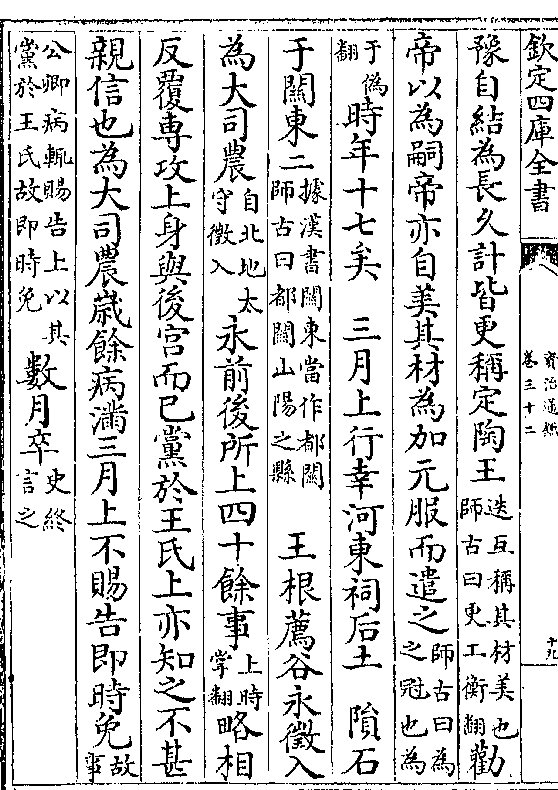 欽定四庫全書
資治通鑑
卷三十二
十九
豫自結為長久計皆更稱定陶王迭互稱其材美也師古曰更工衡翻勸
帝以為嗣帝亦自美其材為加元服而遣之師古曰為之冠也為
于偽翻時年十七矣 三月上行幸河東祠后土 隕石
于關東二據漢書關東當作都關師古曰都關山陽之縣 王根薦谷永徵入
為大司農自北地太守徵入永前後所上四十餘事上時掌翻略相
反覆専攻上身與後宮而已黨於王氏上亦知之不甚
親信也為大司農歲餘病滿三月上不賜告即時免故事
公卿病輒賜告上以其黨於王氏故即時免數月卒史終言之